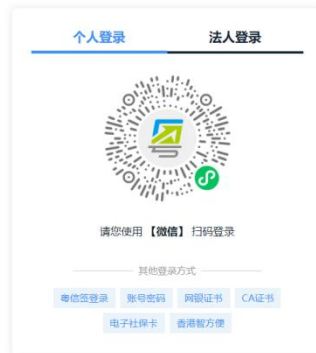 个人登录 法人登录
请您使用【微信】扫码登录
其他登录方式
粤信签登录 账号密码 网银证书 CA证书
电子社保卡 香港智方便